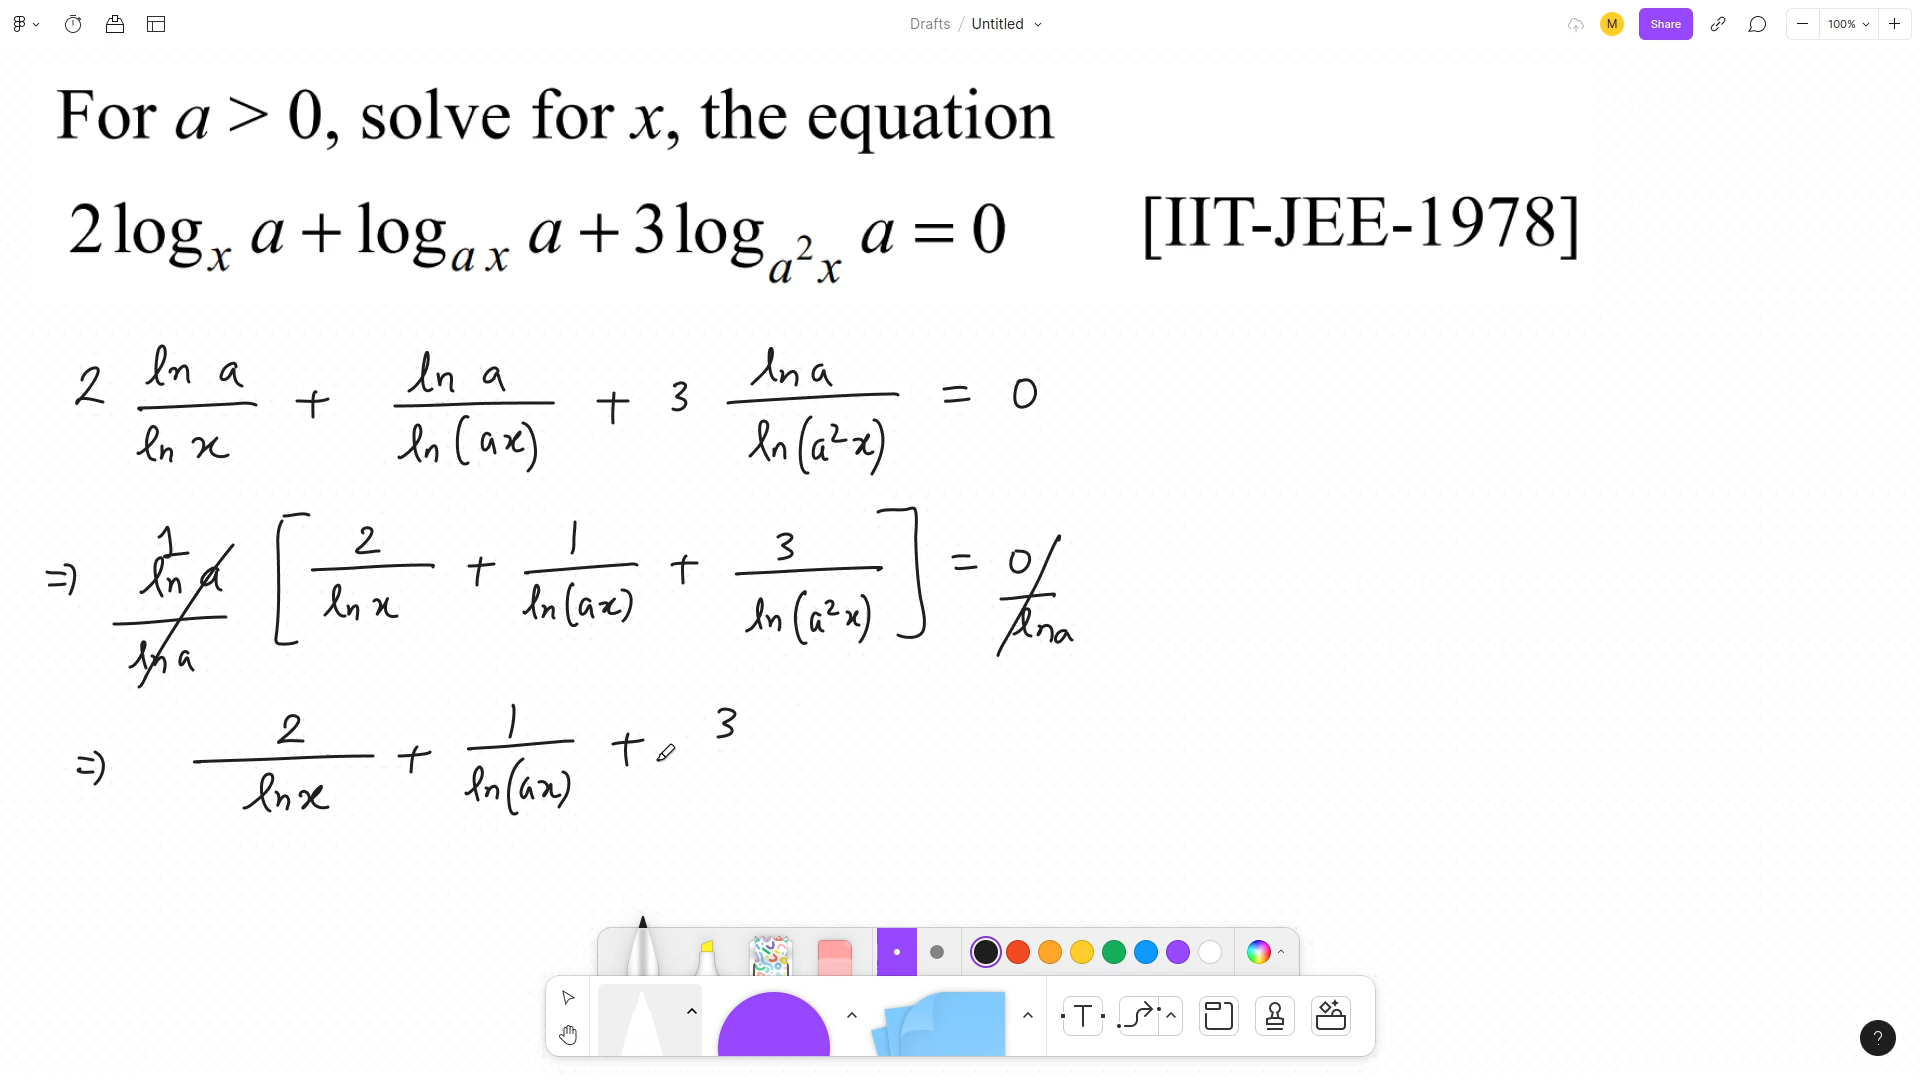 Drafts / Untitled
M Share 100%
For a > 0, solve for x, the equation
2 log_x a + log_{ax} a + 3 log_{a^2 x} a = 0 [IIT-JEE-1978]
2 ln a / ln x + ln a / ln (ax) + 3 ln a / ln (a^2 x) = 0
=> 1 ln a / ln a [ 2 / ln x + 1 / ln (ax) + 3 / ln (a^2 x) ] = 0 / ln a
=> 2 / ln x + 1 / ln (ax) + 3
T
?